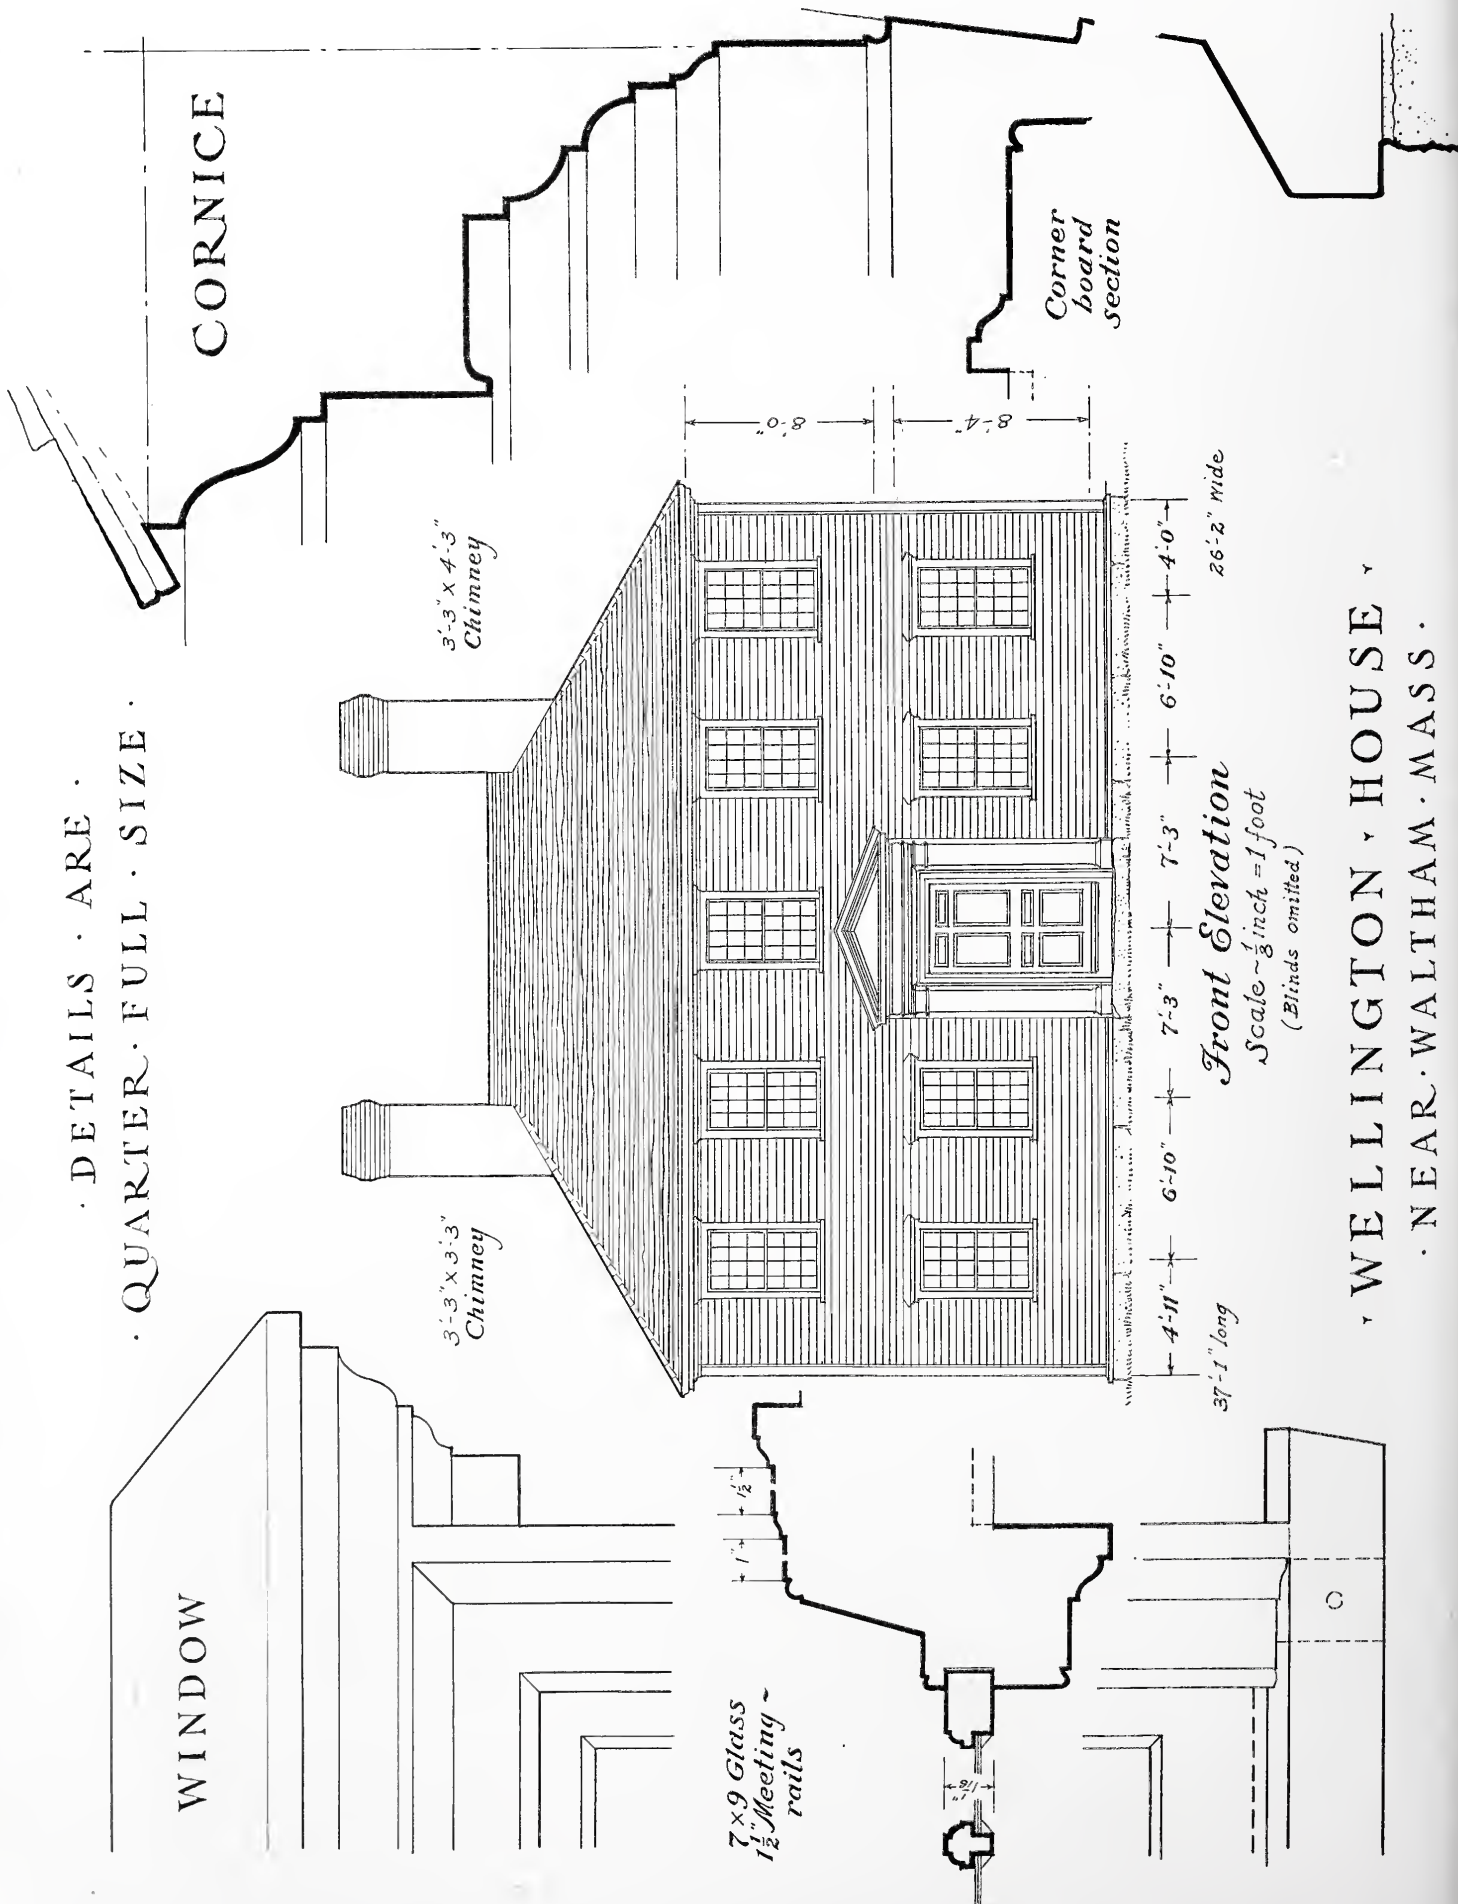 · DETAILS · ARE ·
· QUARTER · FULL · SIZE ·
WINDOW
CORNICE
3'-3" x 3'-3"
Chimney
3'-3" x 4'-3"
Chimney
1"
1½"
7 x 9 Glass
1½" Meeting ~
rails
8'-0"
8'-4"
Corner
board
section
4'-11"
6'-10"
7'-3"
7'-3"
6'-10"
4'-0"
37'-1" long
26'-2" wide
Front Elevation
Scale ~ ⅛ inch = 1 foot
(Blinds omitted)
WELLINGTON HOUSE
· NEAR · WALTHAM · MASS ·